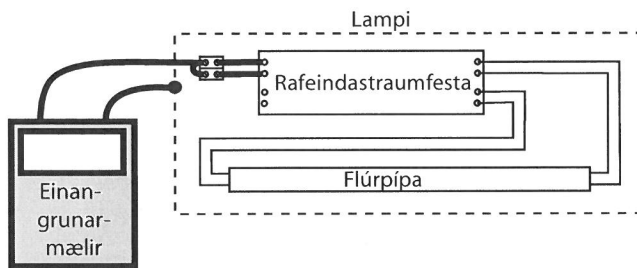 Lampi
Rafeindastraumfesta
Flúrpípa
Einan-
grunar-
mælir